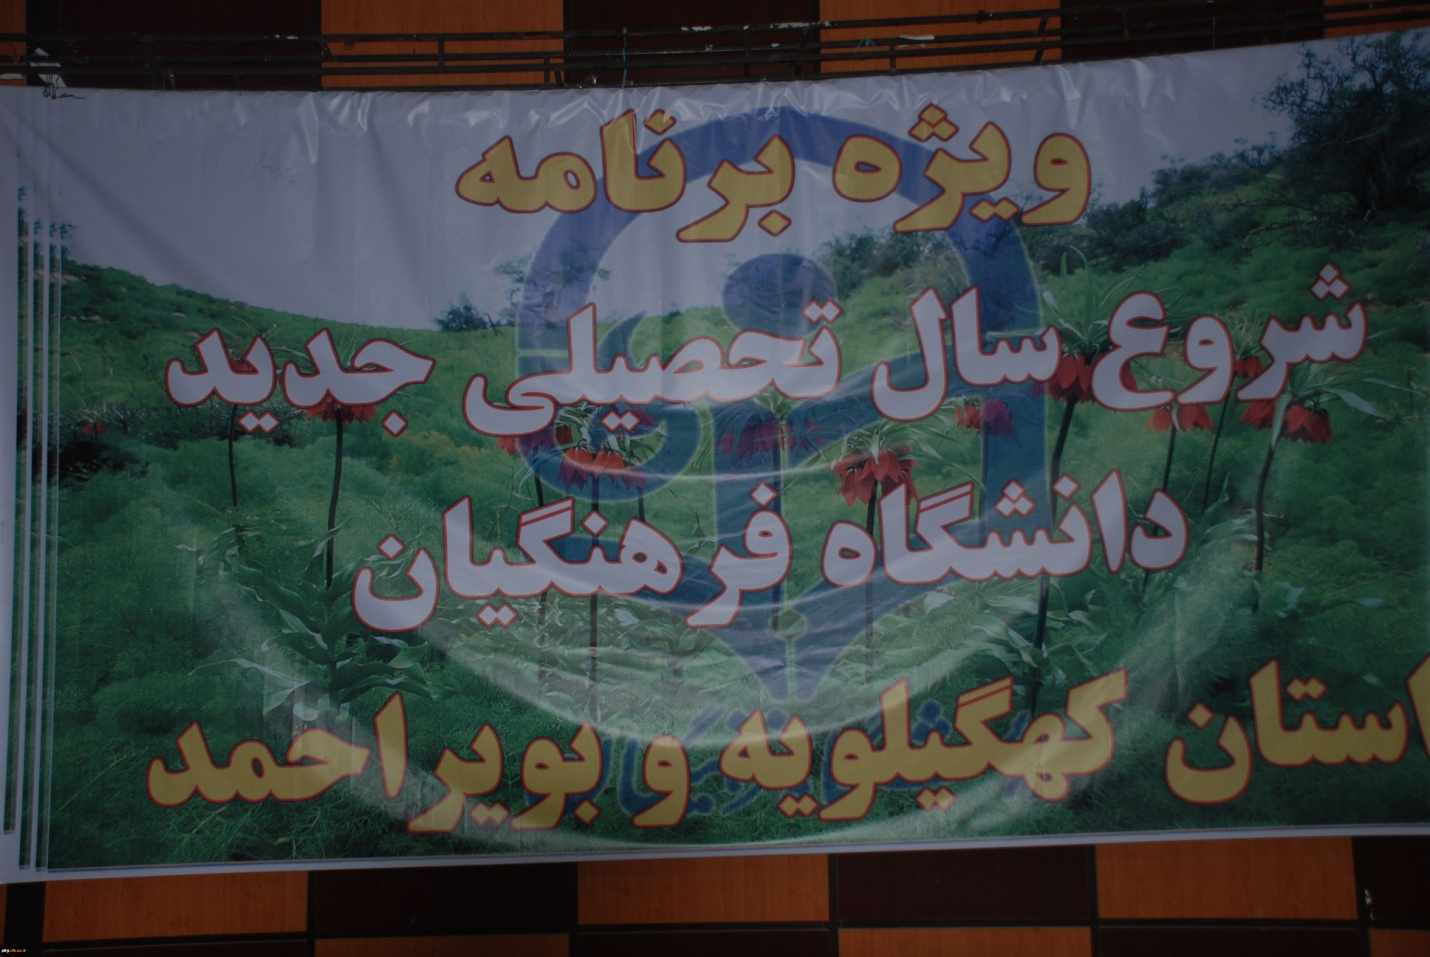 ویژه برنامه
شروع سال تحصیلی جدید
دانشگاه فرهنگیان
استان کهگیلویه و بویراحمد